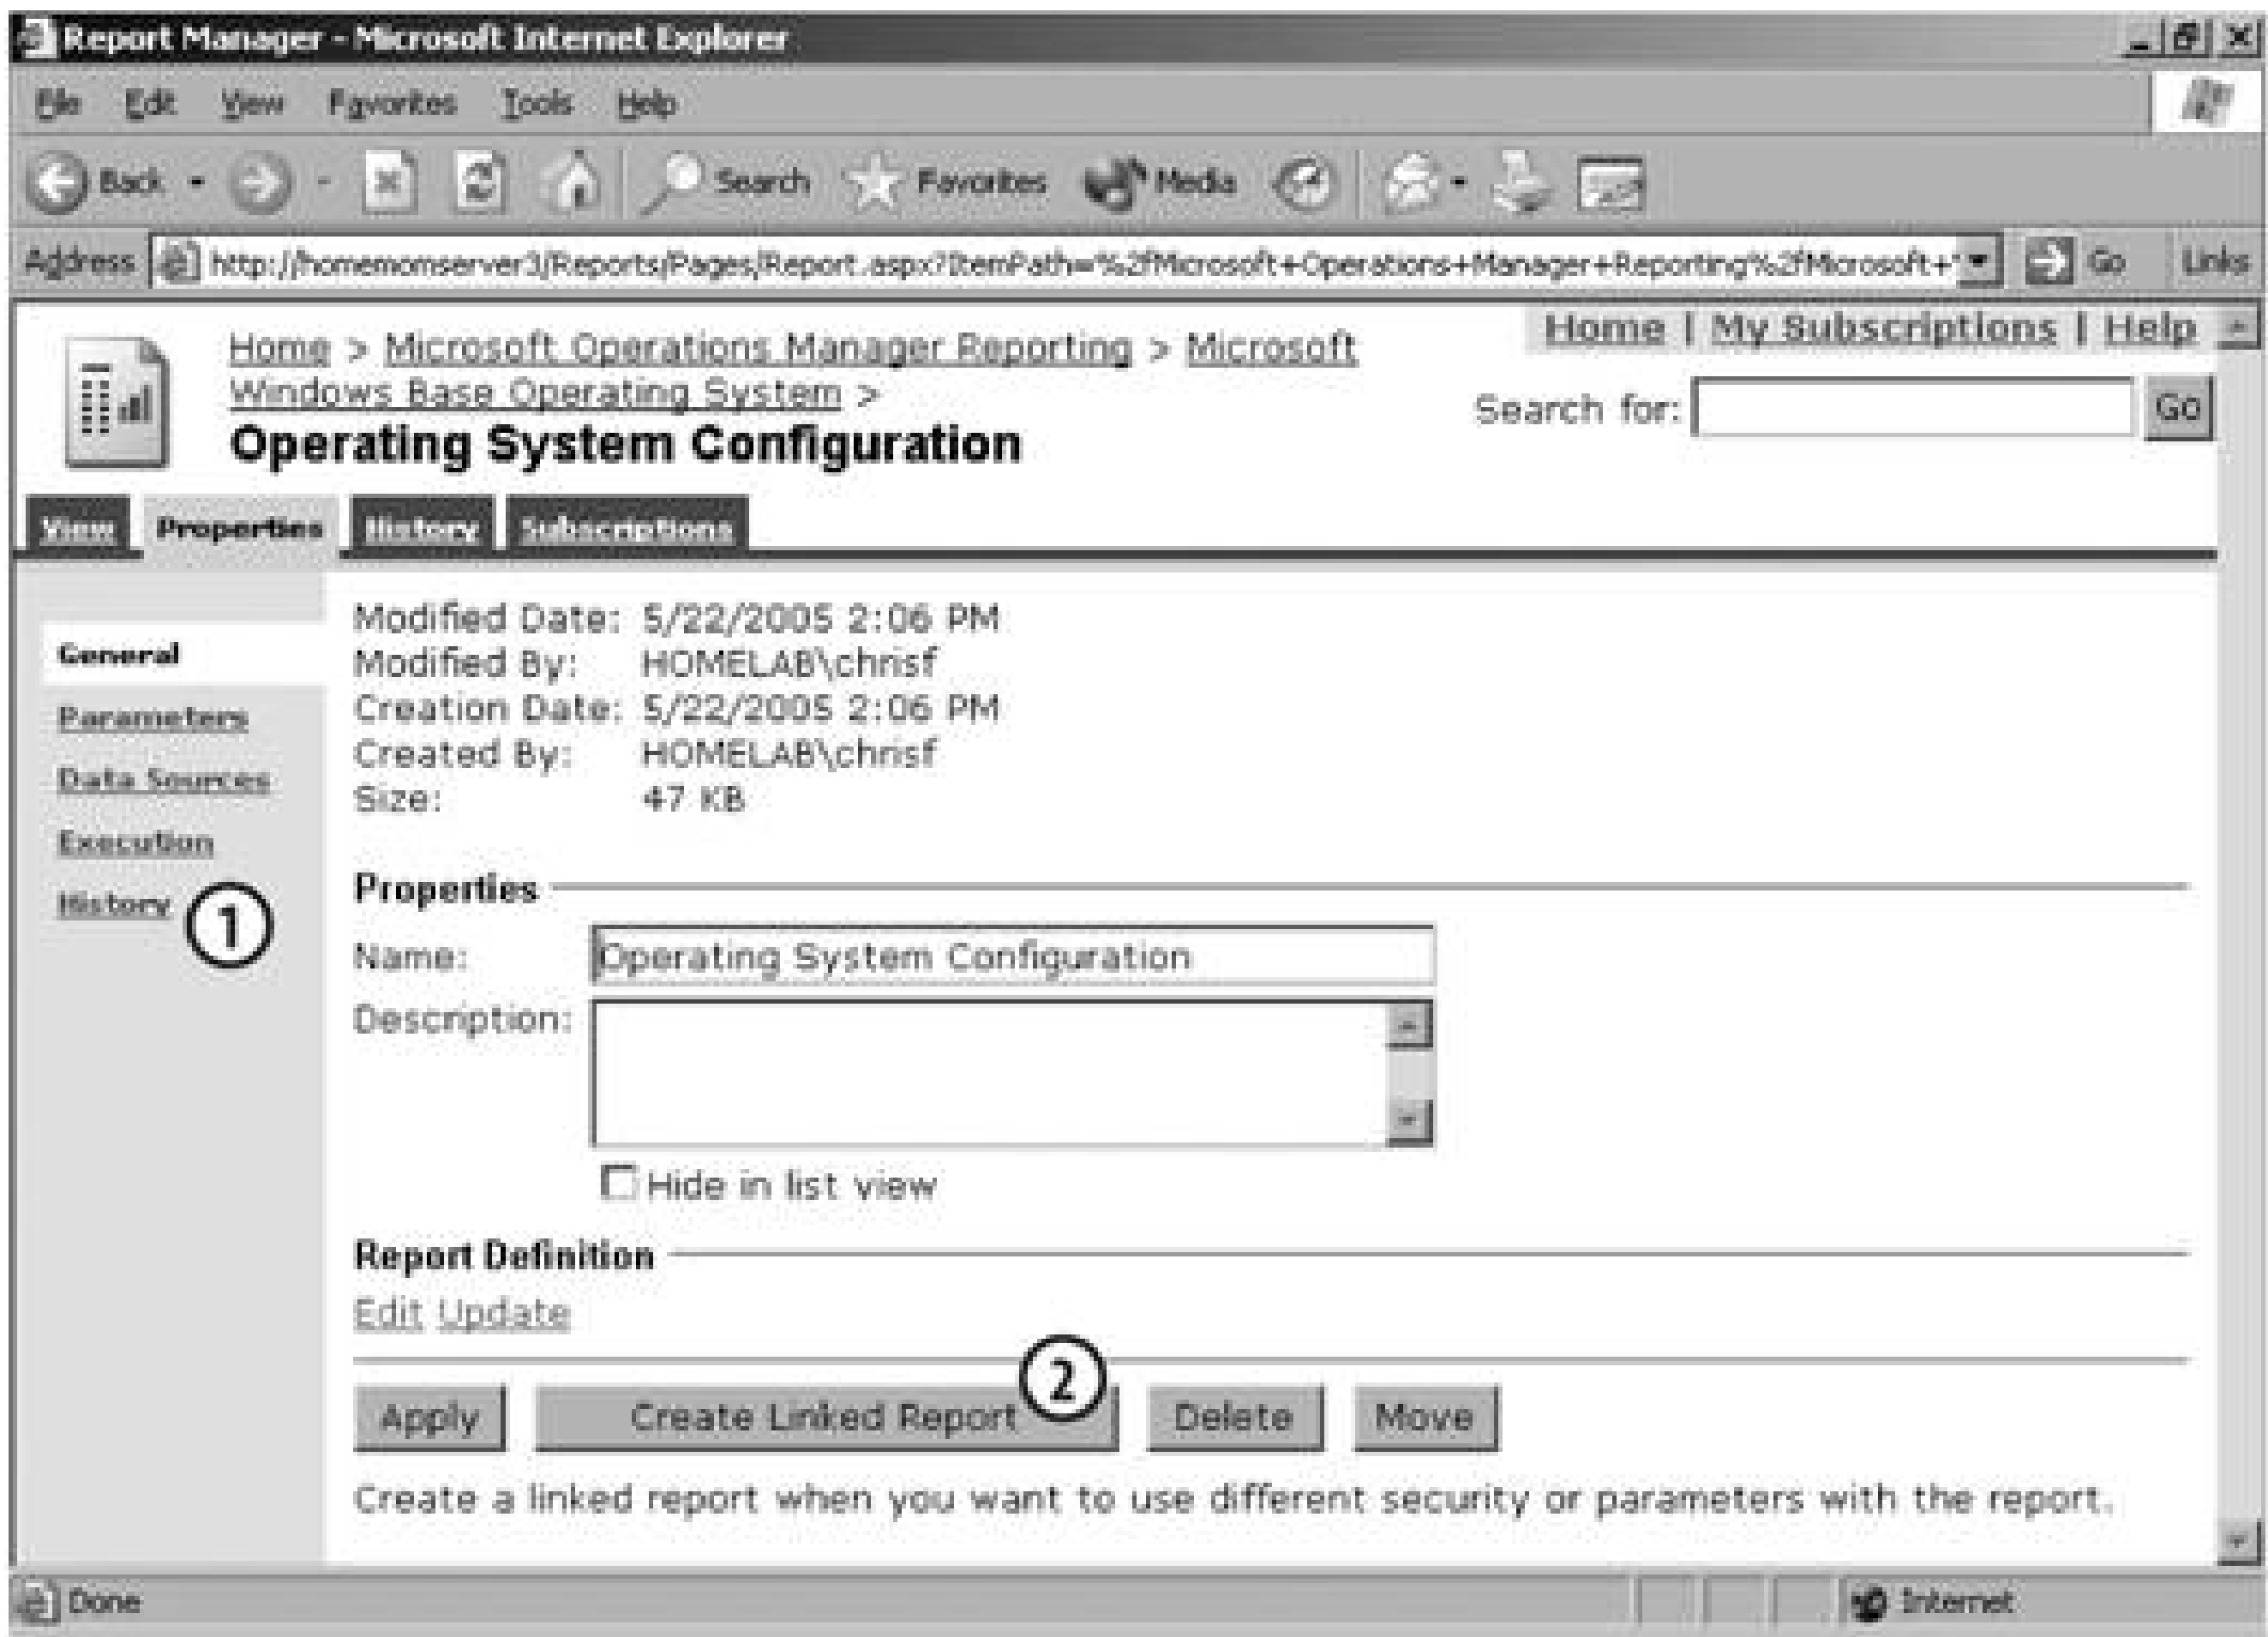 Report Manager - Microsoft Internet Explorer
File Edit View Favorites Tools Help
Back Search Favorites Media
Address http://homemomserver3/Reports/Pages/Report.aspx?ItemPath=%2fMicrosoft+Operations+Manager+Reporting%2fMicrosoft+ Go Links
Home | My Subscriptions | Help
Home > Microsoft Operations Manager Reporting > Microsoft
Windows Base Operating System >
Search for: Go
Operating System Configuration
View Properties History Subscriptions
General
Parameters
Data Sources
Execution
History 1
Modified Date: 5/22/2005 2:06 PM
Modified By: HOMELAB\chrisf
Creation Date: 5/22/2005 2:06 PM
Created By: HOMELAB\chrisf
Size: 47 KB
Properties
Name: Operating System Configuration
Description:
Hide in list view
Report Definition
Edit Update
2
Apply Create Linked Report Delete Move
Create a linked report when you want to use different security or parameters with the report.
Done Internet